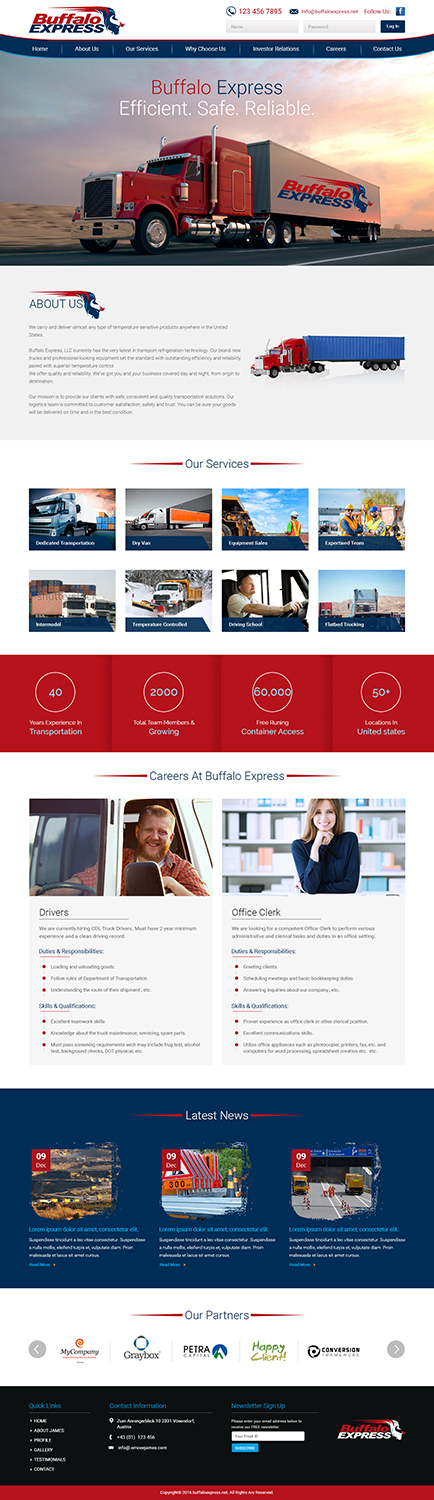 Buffalo
EXPRESS
123 456 7895
info@buffaloexpress.net
Follow Us:
Name
Password
Log In
Home
About Us
Our Services
Why Choose Us
Investor Relations
Careers
Contact Us
Buffalo Express
Efficient. Safe. Reliable.
Buffalo
EXPRESS
ABOUT US
We carry and deliver almost any type of temperature sensitive products anywhere in the United
States.
Buffalo Express, LLC currently has the very latest in transport refrigeration technology. Our brand new
trucks and professional-looking equipment set the standard with outstanding efficiency and reliability
paired with superior temperature control.
We offer quality and reliability. We've got you and your business covered day and night, from origin to
destination.
Our mission is to provide our clients with safe, consistent and quality transportation solutions. Our
logistics team is committed to customer satisfaction, safety and trust. You can be sure your goods
will be delivered on time and in the best condition.
Our Services
Dedicated Transportation
Dry Van
Equipment Sales
Expertised Team
Intermodel
Temperature Controlled
Driving School
Flatbed Trucking
40
Years Experience In
Transportation
2000
Total Team Members &
Growing
60,000
Free Runing
Container Access
50+
Locations In
United states
Careers At Buffalo Express
Drivers
We are currently hiring CDL Truck Drivers. Must have 2 year minimum
experience and a clean driving record.
Duties & Responsibilities:
Loading and unloading goods
Follow rules of Department of Transportation
Understanding the route of their shipment , etc.
Skills & Qualifications:
Excellent teamwork skills
Knowledge about the truck maintenance, servicing, spare parts.
Must pass screening requirements wich may include frug test, alcohol
test, background checks, DOT physical, etc.
Office Clerk
We are looking for a competent Office Clerk to perform various
administrative and clerical tasks and duties in an office setting.
Duties & Responsibilities:
Greeting clients
Scheduling meetings and basic bookkeeping duties
Answering inquiries about our company , etc.
Skills & Qualifications:
Proven experience as office clerk or other clerical position.
Excellent communications skills.
Utilize office appliances such as photocopier, printers, fax, etc. and
computers for word processing, spreadsheet creation etc. etc.
Latest News
09
Dec
09
Dec
300
09
Dec
Lorem ipsum dolor sit amet, consectetur elit.
Suspendisse tincidunt a leo vitae consectetur. Suspendisse
a nulla mollis, eleifend turpis et, vulputate diam. Proin
malesuada et lacus sit amet cursus.
Read More
Lorem ipsum dolor sit amet, consectetur elit.
Suspendisse tincidunt a leo vitae consectetur. Suspendisse
a nulla mollis, eleifend turpis et, vulputate diam. Proin
malesuada et lacus sit amet cursus.
Read More
Lorem ipsum dolor sit amet, consectetur elit.
Suspendisse tincidunt a leo vitae consectetur. Suspendisse
a nulla mollis, eleifend turpis et, vulputate diam. Proin
malesuada et lacus sit amet cursus.
Read More
Our Partners
MyCompany
Graybox
PETRA
CAPITAL
Happy
Client!
CONVERSION
FRAMEWORK
Quick Links
HOME
ABOUT JAMES
PROFILE
GALLERY
TESTIMONIALS
CONTACT
Contact Information
Zum Anningerblick 10 2331 Vosendorf,
Austria
+43 (01) 123 456
Newsletter Sign Up
Please enter your email address below to
receive our FREE newsletter
Your Email ID
SUBSCRIBE
Buffalo
EXPRESS
Copyright© 2016 buffaloexpress.net. All Rights Are Reserved.